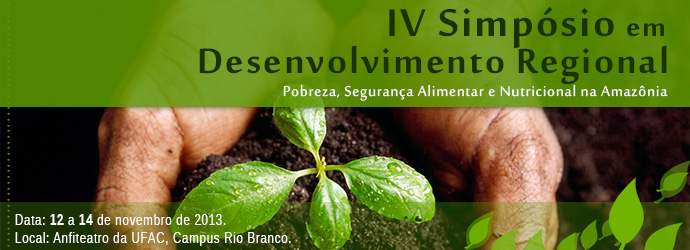 IV Simpósio em
Desenvolvimento Regional
Pobreza, Segurança Alimentar e Nutricional na Amazônia
Data: 12 a 14 de novembro de 2013.
Local: Anfiteatro da UFAC, Campus Rio Branco.